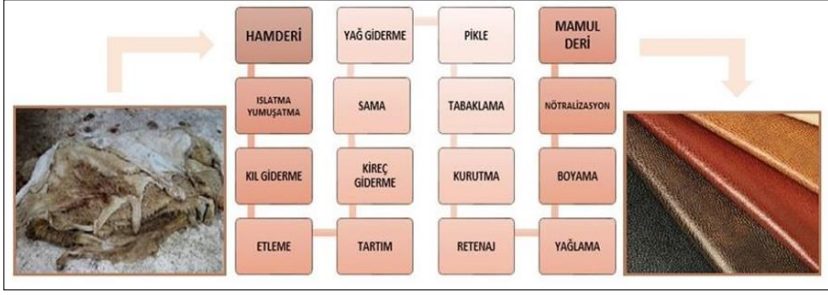 HAMDERİ
ISLATMA
YUMUŞATMA
KIL GİDERME
ETLEME
TARTIM
KİREÇ
GİDERME
SAMA
YAĞ GİDERME
PİKLE
TABAKLAMA
KURUTMA
RETENAJ
YAĞLAMA
BOYAMA
NÖTRALİZASYON
MAMUL
DERİ